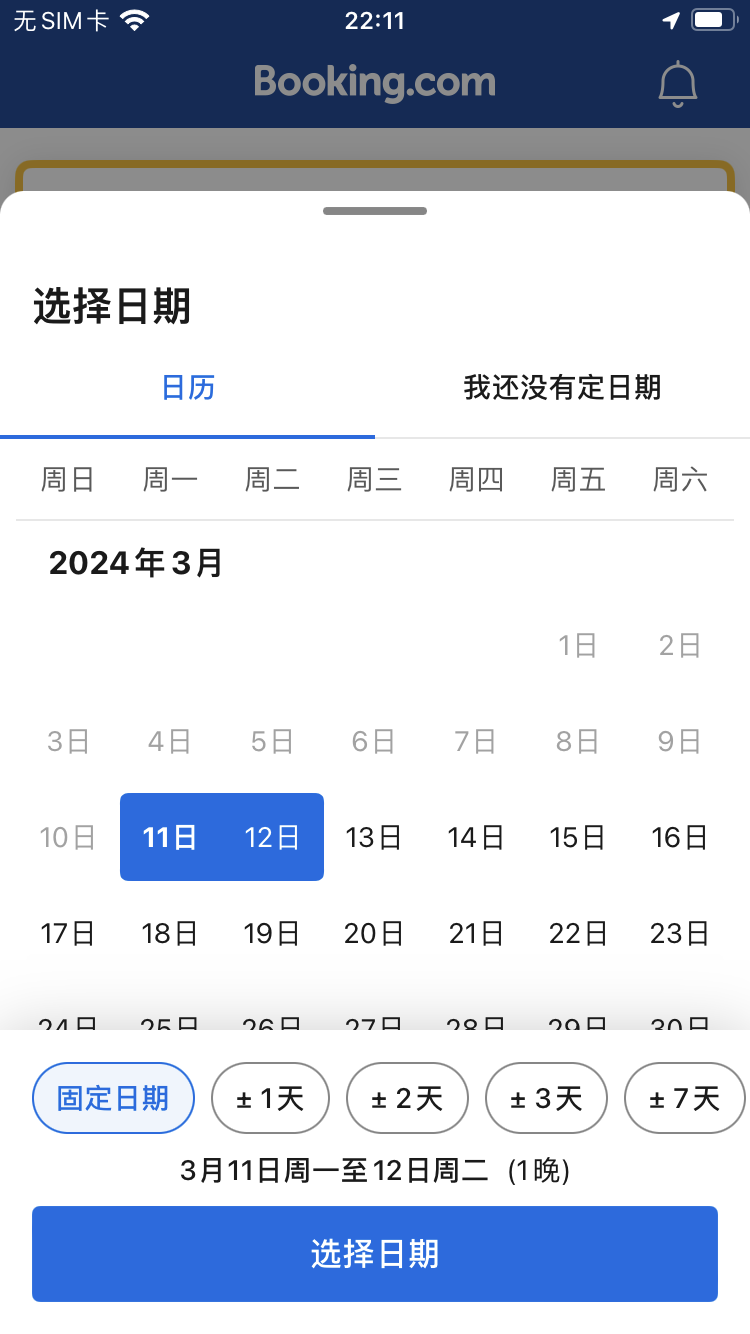 无SIM卡 22:11
Booking.com
选择日期
日历 我还没有定日期
周日 周一 周二 周三 周四 周五 周六
2024年3月
1日 2日
3日 4日 5日 6日 7日 8日 9日
10日 11日 12日 13日 14日 15日 16日
17日 18日 19日 20日 21日 22日 23日
24日 25日 26日 27日 28日 29日 30日
固定日期 ± 1天 ± 2天 ± 3天 ± 7天
3月11日周一至12日周二 (1晚)
选择日期